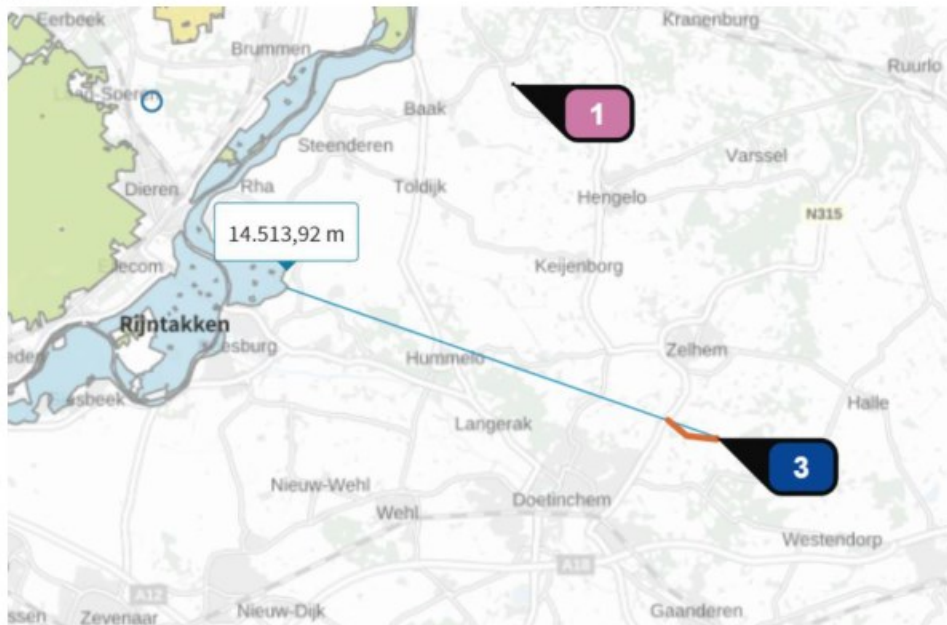 Eerbeek
Kranenburg
Brummen
Ruurlo
Baak
1
Steenderen
Varssel
Dieren
Rha
Toldijk
Hengelo
N315
14.513,92 m
Keijenborg
Rijntakken
Hummelo
Zelhem
Halle
Langerak
3
Nieuw-Wehl
Doetinchem
Wehl
Westendorp
A18
A12
Zevenaar
Nieuw-Dijk
Gaanderen